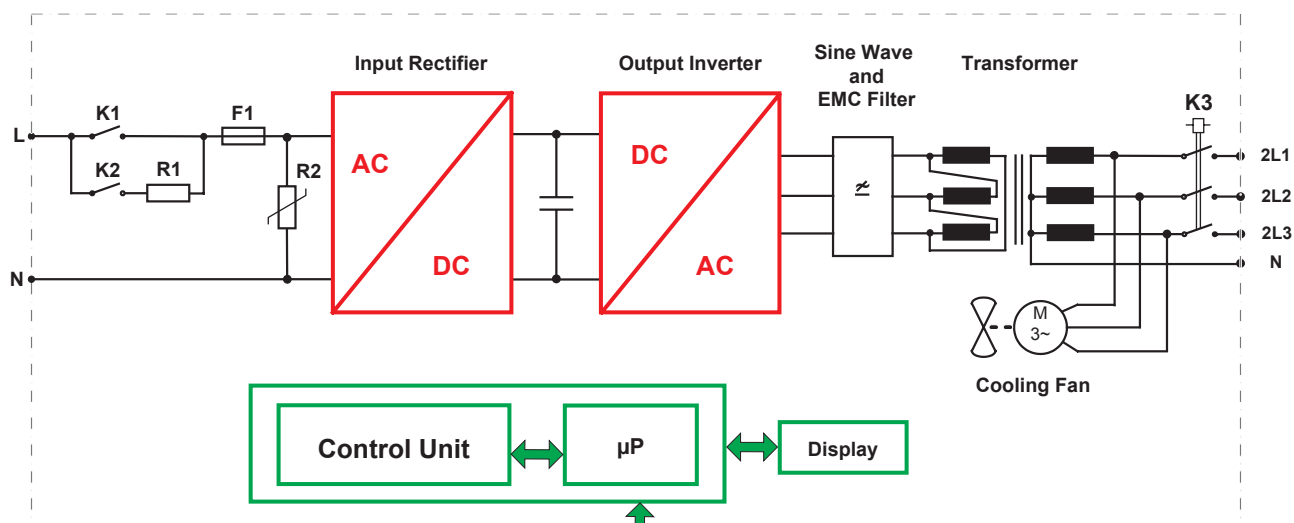 Input Rectifier
Output Inverter
Sine Wave
and
EMC Filter
Transformer
K3
K1
F1
L
K2
R1
R2
AC
DC
DC
AC
2L1
2L2
2L3
N
N
M
3~
Cooling Fan
Control Unit
µP
Display